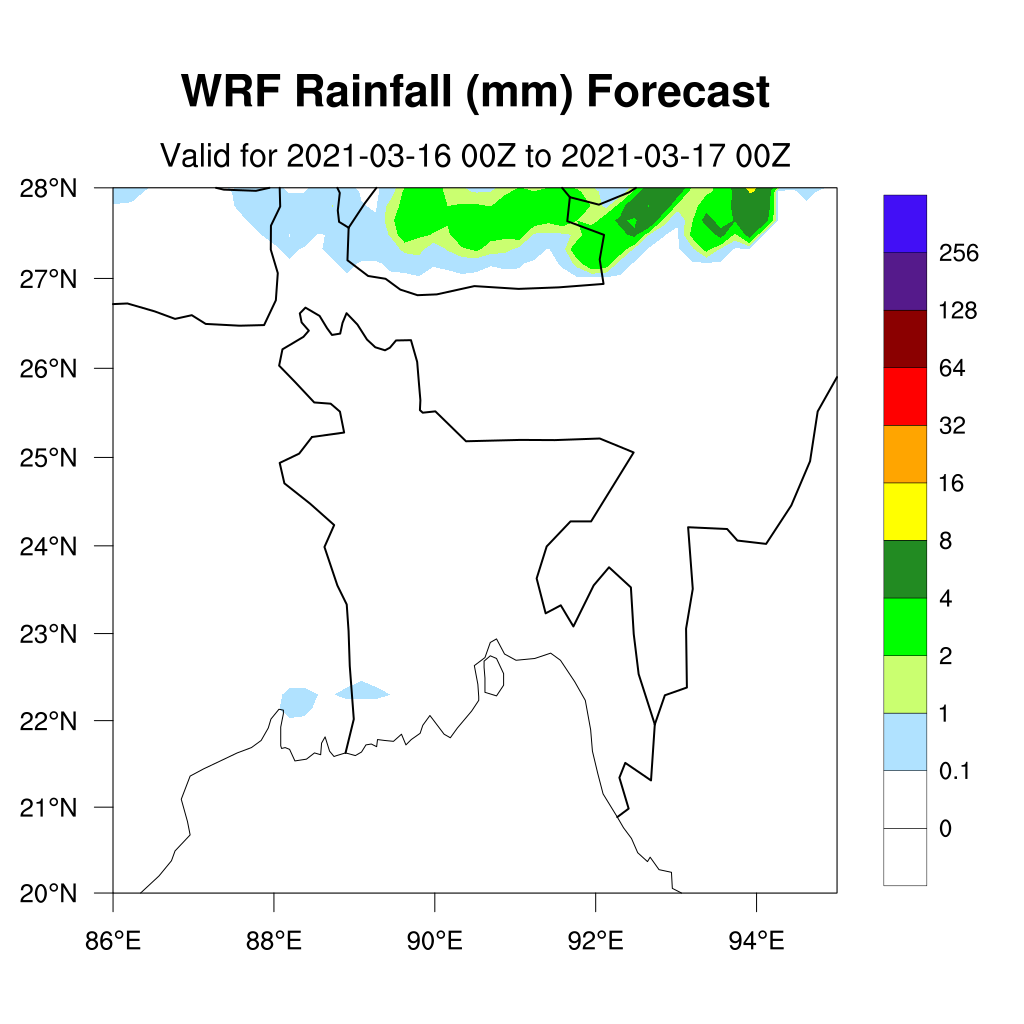 WRF Rainfall (mm) Forecast
Valid for 2021-03-16 00Z to 2021-03-17 00Z
28°N
27°N
26°N
25°N
24°N
23°N
22°N
21°N
20°N
86°E 88°E 90°E 92°E 94°E
256
128
64
32
16
8
4
2
1
0.1
0